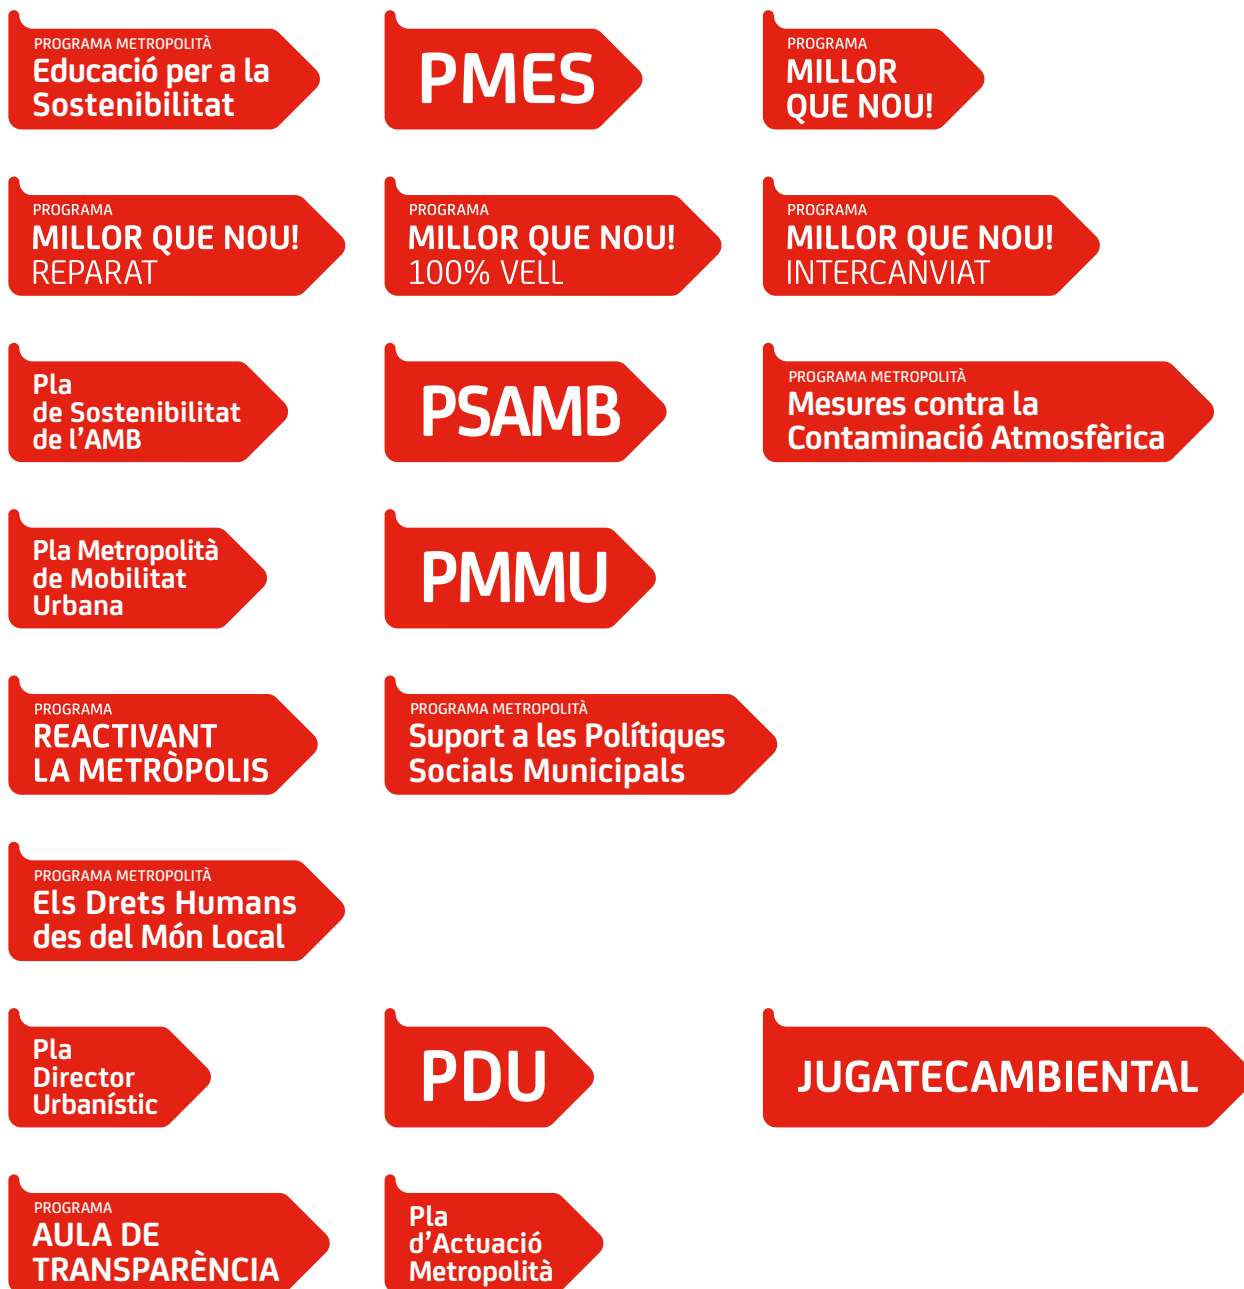 PROGRAMA METROPOLITÀ
Educació per a la
Sostenibilitat
PMES
PROGRAMA
MILLOR
QUE NOU!
PROGRAMA
MILLOR QUE NOU!
REPARAT
PROGRAMA
MILLOR QUE NOU!
100% VELL
PROGRAMA
MILLOR QUE NOU!
INTERCANVIAT
Pla
de Sostenibilitat
de l’AMB
PSAMB
PROGRAMA METROPOLITÀ
Mesures contra la
Contaminació Atmosfèrica
Pla Metropolità
de Mobilitat
Urbana
PMMU
PROGRAMA
REACTIVANT
LA METRÒPOLIS
PROGRAMA METROPOLITÀ
Suport a les Polítiques
Socials Municipals
PROGRAMA METROPOLITÀ
Els Drets Humans
des del Món Local
Pla
Director
Urbanístic
PDU
JUGATECAMBIENTAL
PROGRAMA
AULA DE
TRANSPARÈNCIA
Pla
d’Actuació
Metropolità